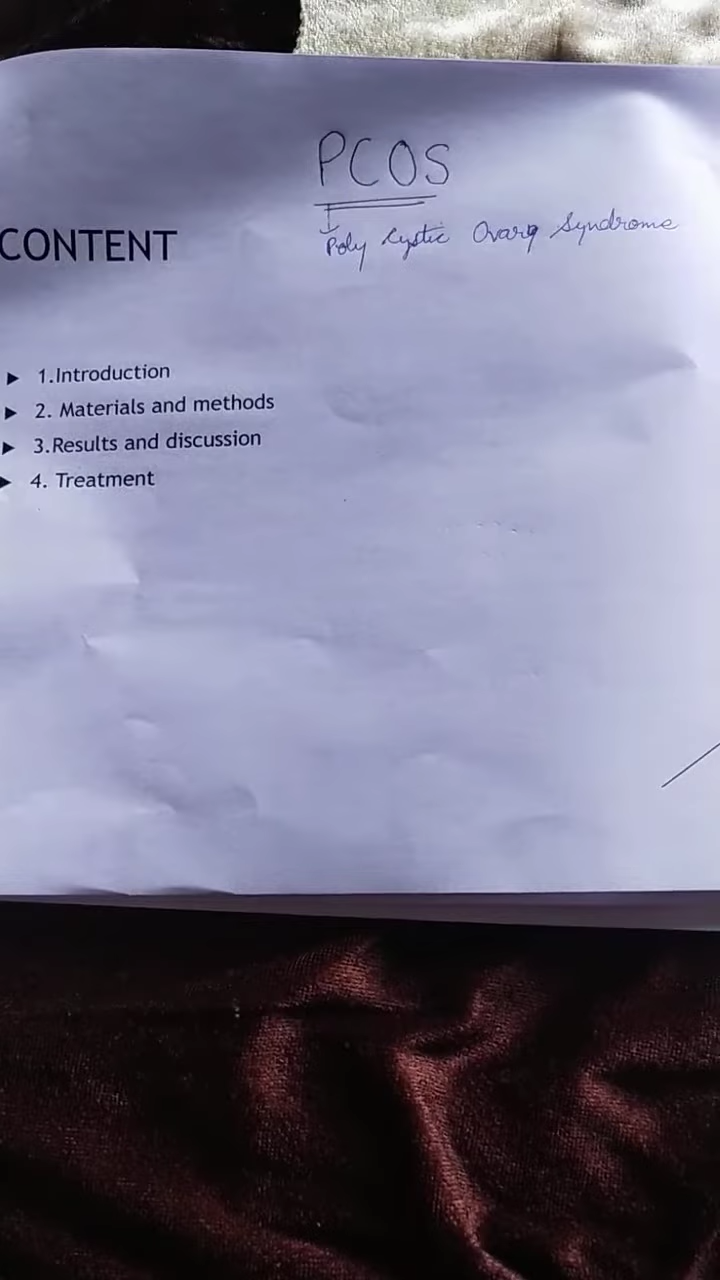 PCOS
Poly Cystic Ovary Syndrome
CONTENT
▶ 1.Introduction
▶ 2. Materials and methods
▶ 3.Results and discussion
▶ 4. Treatment